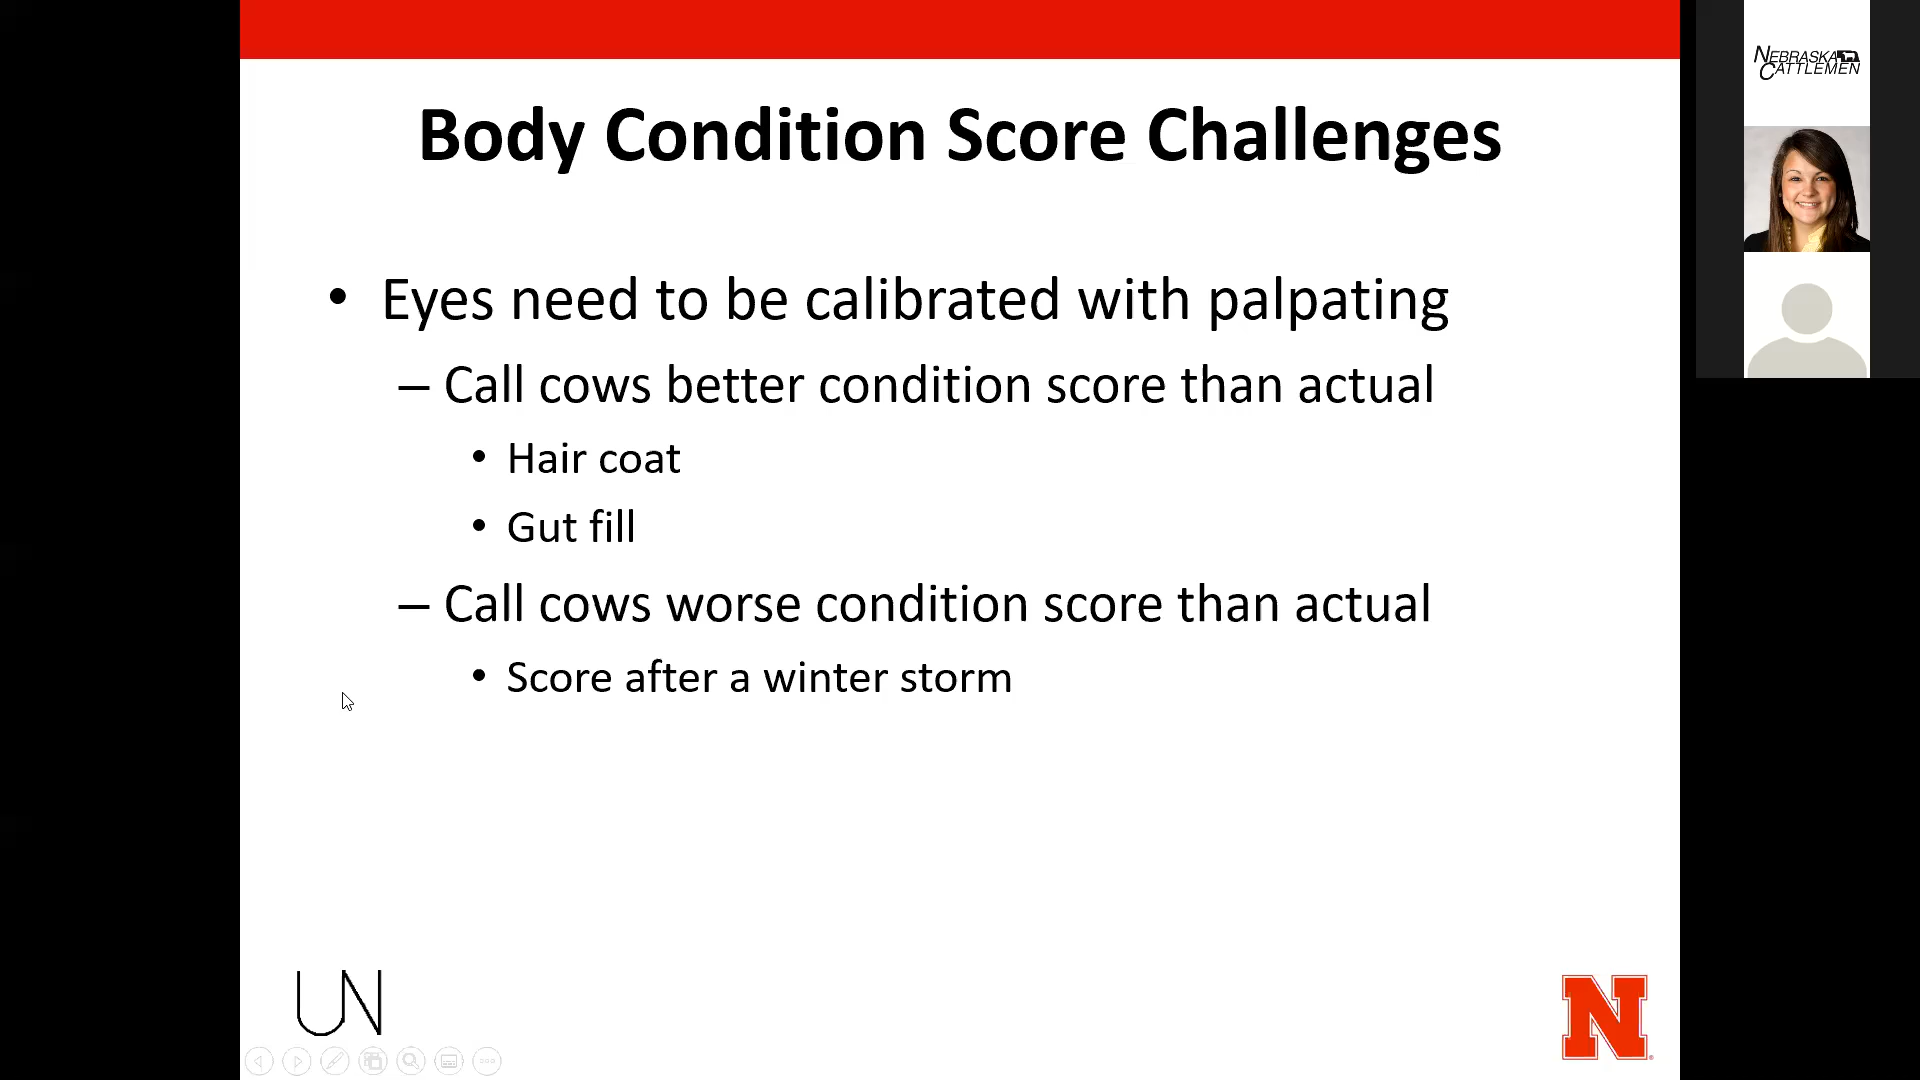 Body Condition Score Challenges
• Eyes need to be calibrated with palpating
– Call cows better condition score than actual
• Hair coat
• Gut fill
– Call cows worse condition score than actual
• Score after a winter storm
UN
N
NEBRASKA
CATTLEMEN